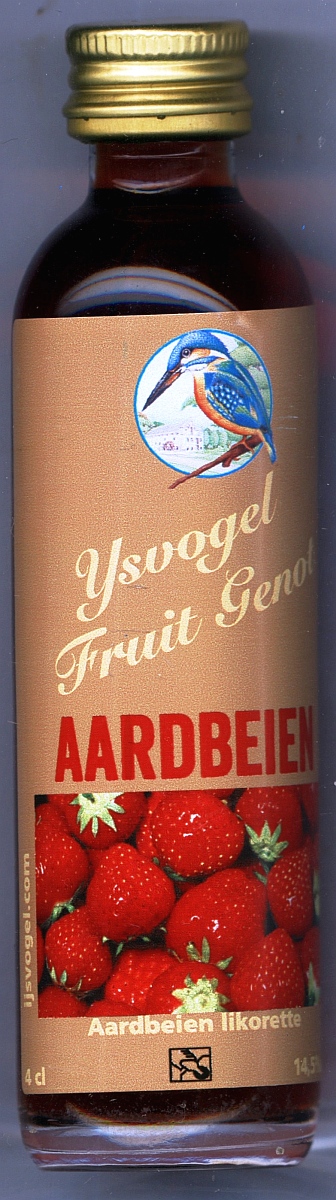 Ysvogel
Fruit Genot
AARDBEIEN
ijsvogel.com
Aardbeien likorette
4 cl
14,5%